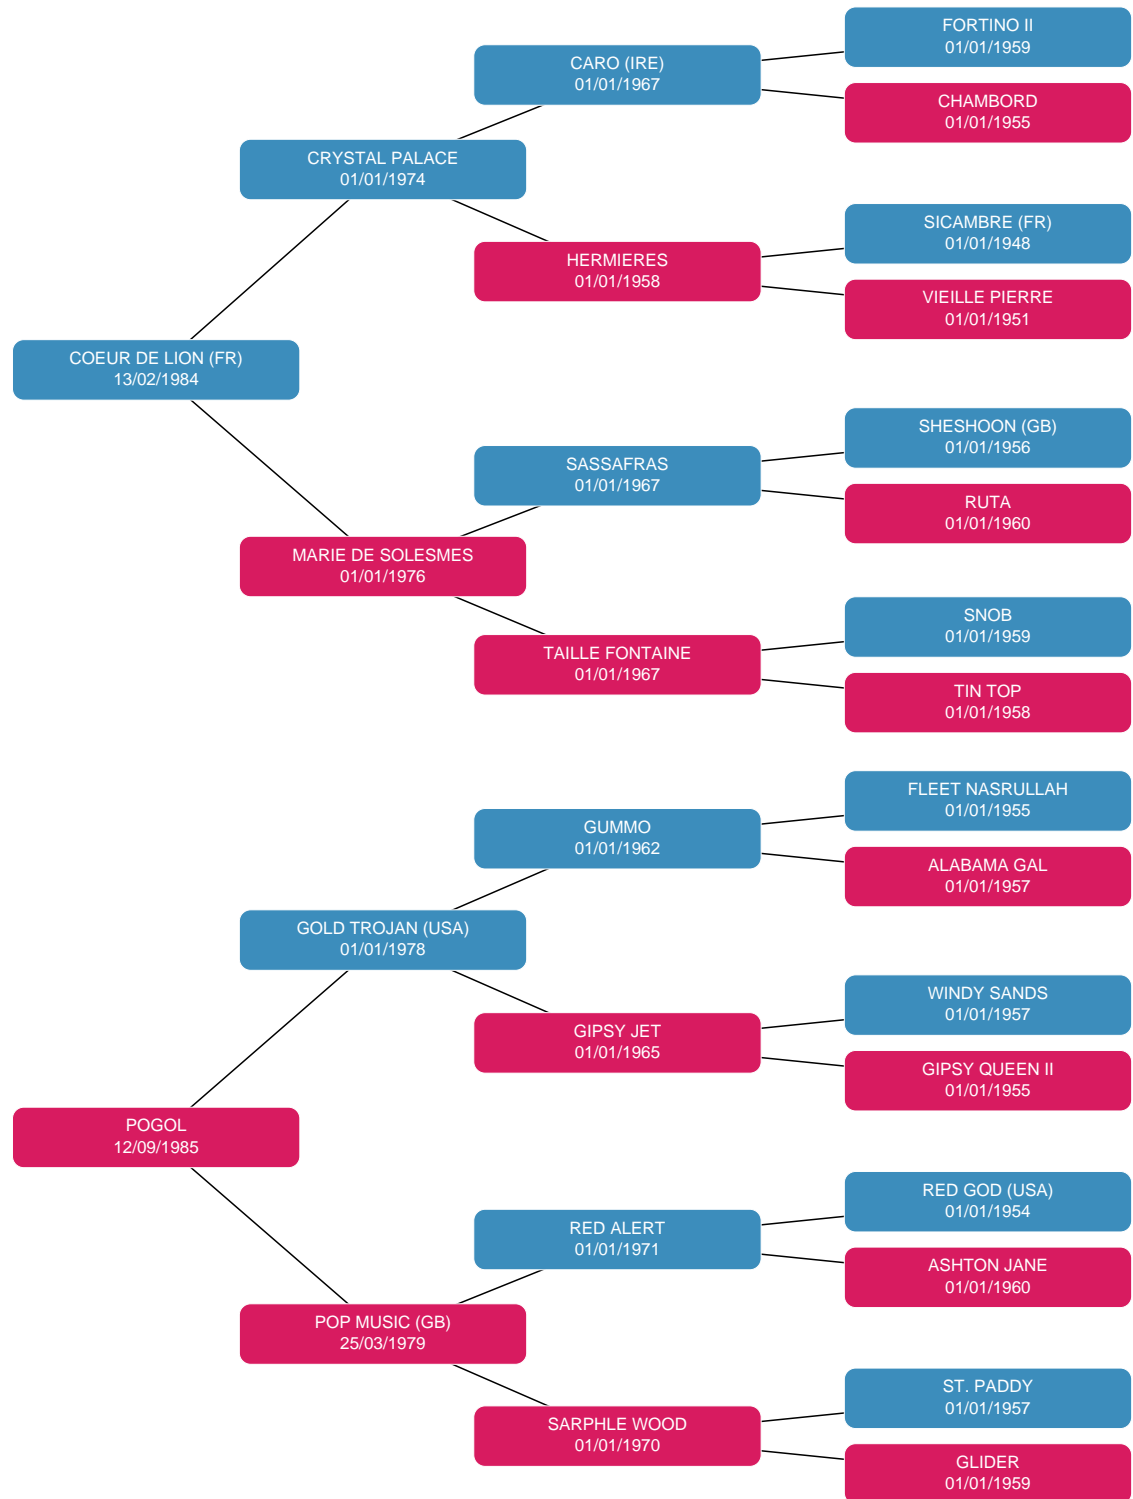 FORTINO II
01/01/1959
CARO (IRE)
01/01/1967
CHAMBORD
01/01/1955
CRYSTAL PALACE
01/01/1974
SICAMBRE (FR)
01/01/1948
HERMIERES
01/01/1958
VIEILLE PIERRE
01/01/1951
COEUR DE LION (FR)
13/02/1984
SHESHOON (GB)
01/01/1956
SASSAFRAS
01/01/1967
RUTA
01/01/1960
MARIE DE SOLESMES
01/01/1976
SNOB
01/01/1959
TAILLE FONTAINE
01/01/1967
TIN TOP
01/01/1958
FLEET NASRULLAH
01/01/1955
GUMMO
01/01/1962
ALABAMA GAL
01/01/1957
GOLD TROJAN (USA)
01/01/1978
WINDY SANDS
01/01/1957
GIPSY JET
01/01/1965
GIPSY QUEEN II
01/01/1955
POGOL
12/09/1985
RED GOD (USA)
01/01/1954
RED ALERT
01/01/1971
ASHTON JANE
01/01/1960
POP MUSIC (GB)
25/03/1979
ST. PADDY
01/01/1957
SARPHLE WOOD
01/01/1970
GLIDER
01/01/1959